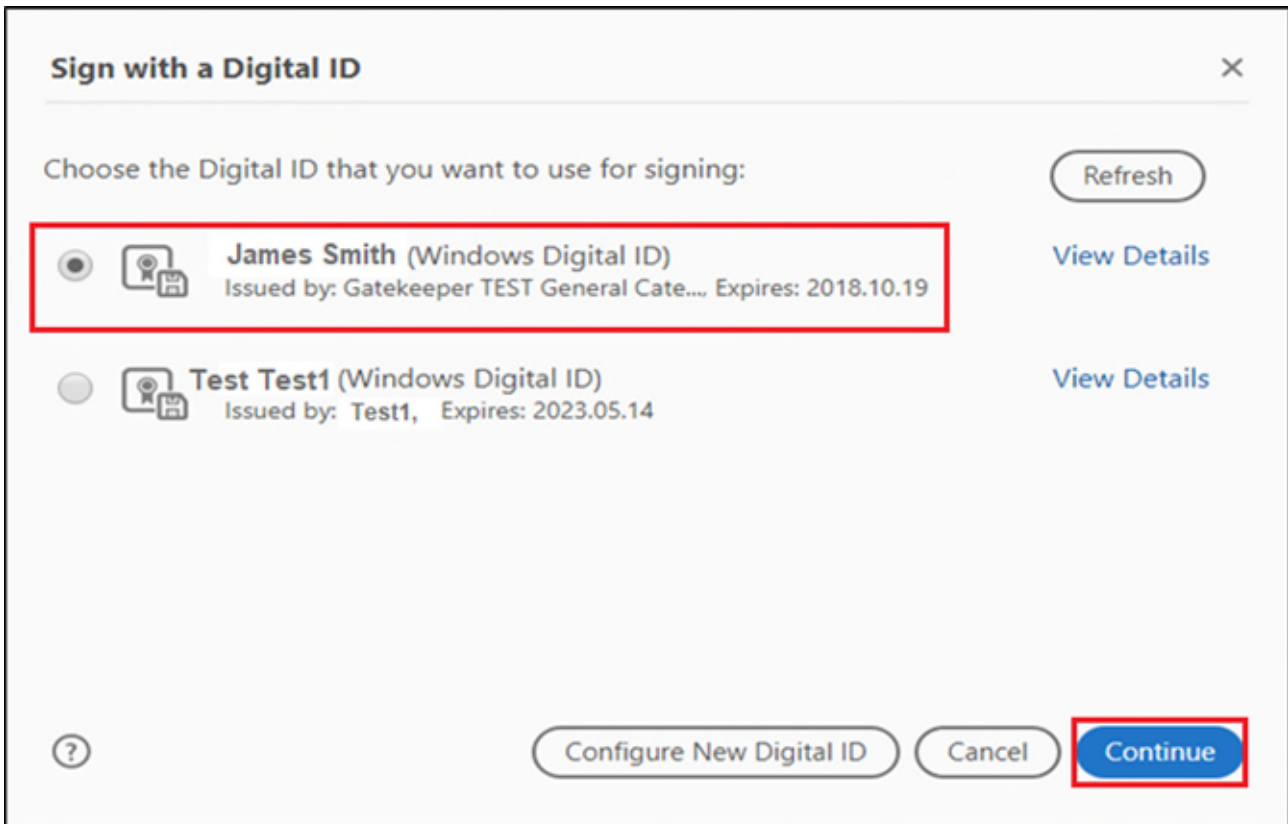 Sign with a Digital ID
Choose the Digital ID that you want to use for signing:
Refresh
James Smith (Windows Digital ID)
View Details
Issued by: Gatekeeper TEST General Cate..., Expires: 2018.10.19
Test Test1 (Windows Digital ID)
View Details
Issued by: Test1, Expires: 2023.05.14
?
Configure New Digital ID
Cancel
Continue